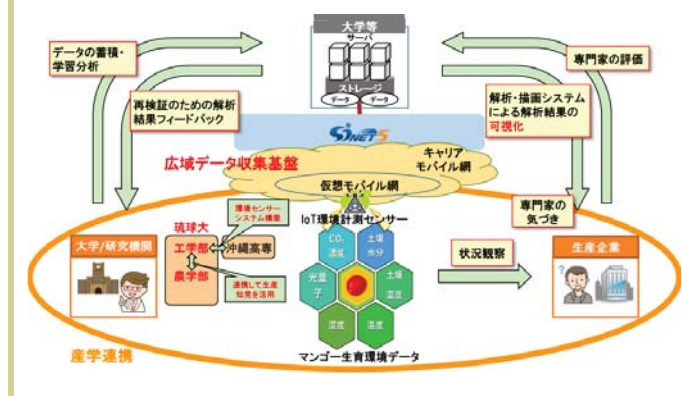 大学等
サーバ
ストレージ
データ
データ
データの蓄積・
学習分析
再検証のための解析
結果フィードバック
専門家の評価
解析・描画システム
による解析結果の
可視化
SINET5
広域データ収集基盤
キャリア
モバイル網
仮想モバイル網
IoT環境計測センサー
専門家の
気づき
大学/研究機関
琉球大
工学部
農学部
沖縄高専
環境センサー
システム構築
連携して生産
知見を活用
CO₂
濃度
土壌
水分
光量
子
土壌
温度
湿度
温度
状況観察
生産企業
マンゴー生育環境データ
産学連携